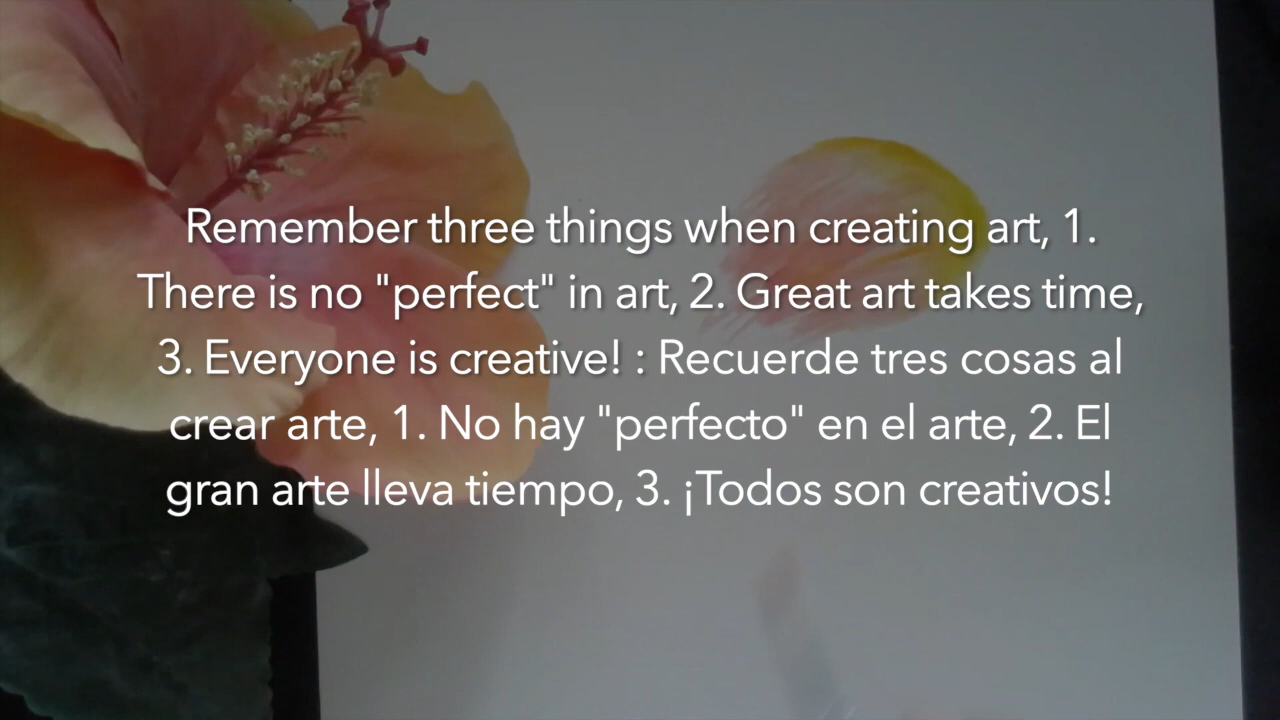 Remember three things when creating art, 1.
There is no "perfect" in art, 2. Great art takes time,
3. Everyone is creative! : Recuerde tres cosas al
crear arte, 1. No hay "perfecto" en el arte, 2. El
gran arte lleva tiempo, 3. ¡Todos son creativos!